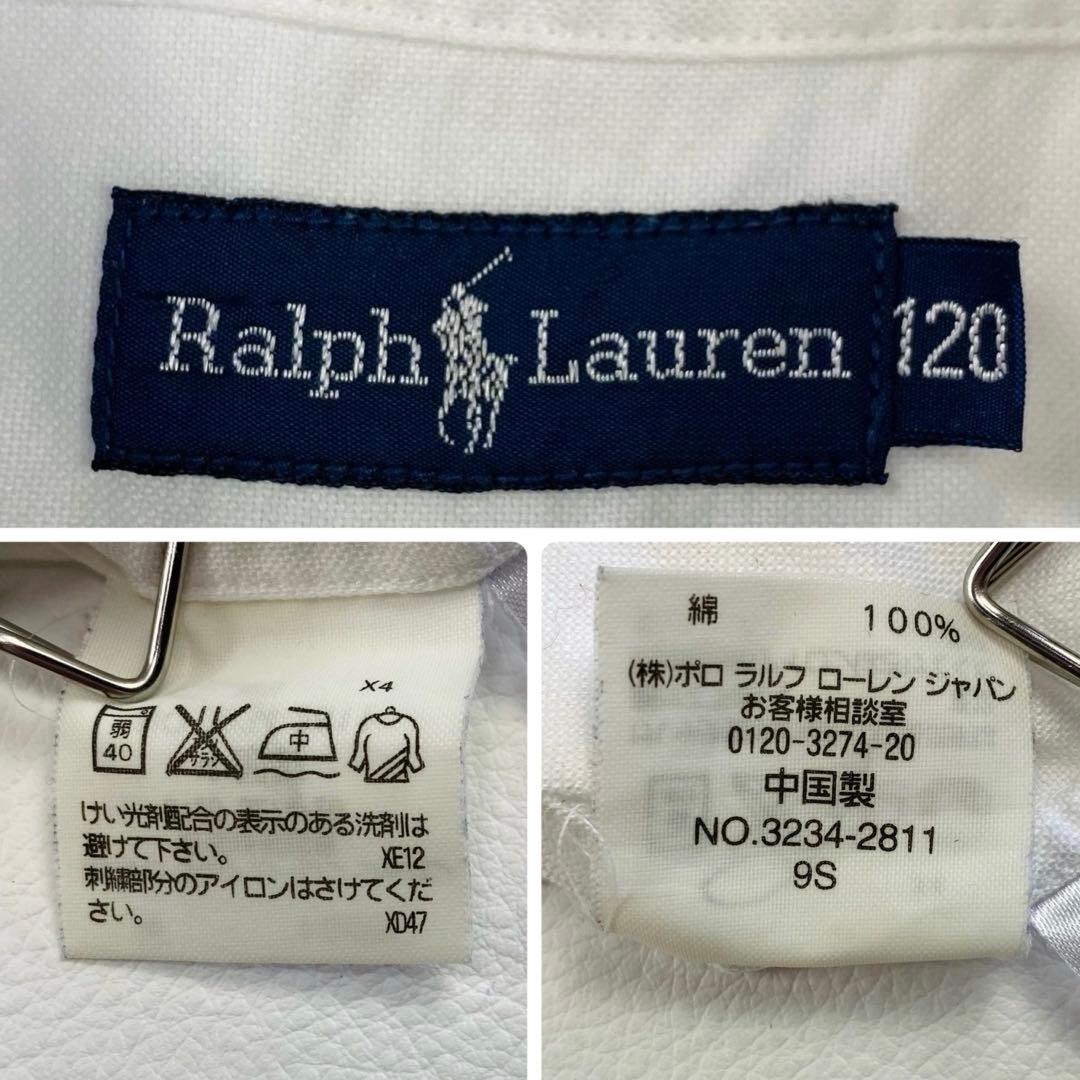 Ralph Lauren 120
X4
弱
40
サラシ
中
けい光剤配合の表示のある洗剤は
避けて下さい。 XE12
刺繍部分のアイロンはさけてくだ
さい。 XD47
綿 100%
(株)ポロ ラルフ ローレン ジャパン
お客様相談室
0120-3274-20
中国製
NO.3234-2811
9S